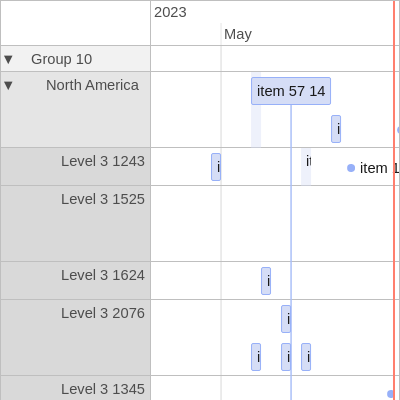 2023
May
▼ Group 10
▼ North America
item 57 14
i
Level 3 1243
i
it
item 1
Level 3 1525
Level 3 1624
i
Level 3 2076
i
i
i
i
Level 3 1345